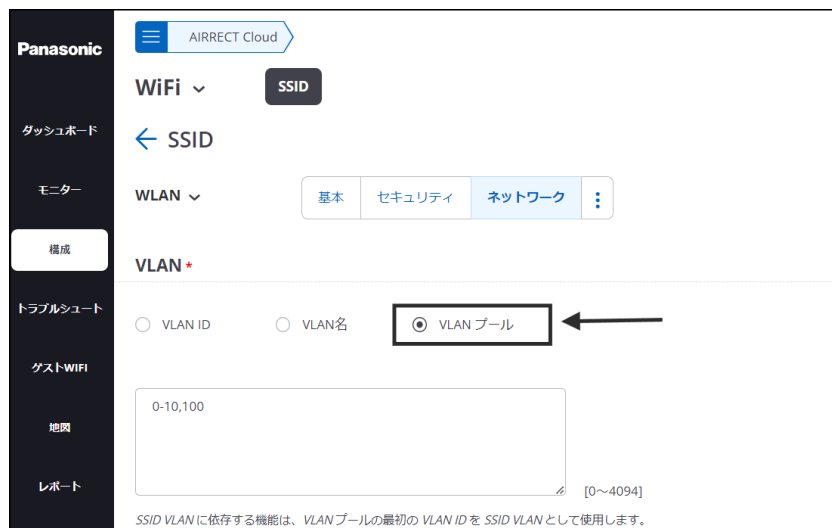 Panasonic
AIRRECT Cloud
WiFi
SSID
ダッシュボード
SSID
モニター
WLAN
基本
セキュリティ
ネットワーク
構成
VLAN *
トラブルシュート
VLAN ID
VLAN名
VLAN プール
ゲストWIFI
0-10,100
地図
レポート
[0～4094]
SSID VLAN に依存する機能は、VLAN プールの最初の VLAN ID を SSID VLAN として使用します。